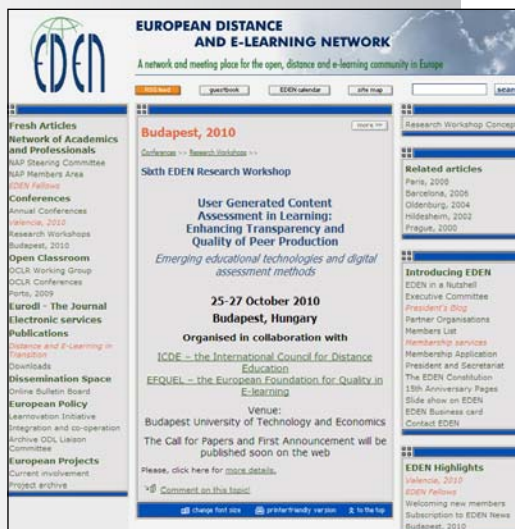 EDEN
EUROPEAN DISTANCE
AND E-LEARNING NETWORK
A network and meeting place for the open, distance and e-learning community in Europe
RSS feed
guestbook
EDEN calendar
site map
sear
Fresh Articles
Network of Academics
and Professionals
NAP Steering Committee
NAP Members Area
EDEN Fellows
Conferences
Annual Conferences
Valencia, 2010
Research Workshops
Budapest, 2010
Open Classroom
OCLR Working Group
OCLR Conferences
Porto, 2009
Eurodl - The Journal
Electronic services
Publications
Distance and E-Learning in
Transition
Downloads
Dissemination Space
Online Bulletin Board
European Policy
Learnovation Initiative
Integration and co-operation
Archive ODL Liaison
Committee
European Projects
Current involvement
Project archive
more >>
Budapest, 2010
Conferences >> Research Workshops >>
Sixth EDEN Research Workshop
User Generated Content
Assessment in Learning:
Enhancing Transparency and
Quality of Peer Production
Emerging educational technologies and digital
assessment methods
25-27 October 2010
Budapest, Hungary
Organised in collaboration with
ICDE – the International Council for Distance
Education
EFQUEL – the European Foundation for Quality in
E-learning
Venue:
Budapest University of Technology and Economics
The Call for Papers and First Announcement will be
published soon on the web
Please, click here for more details.
Comment on this topic!
change font size
printer-friendly version
to the top
Research Workshop Concept
Related articles
Paris, 2008
Barcelona, 2006
Oldenburg, 2004
Hildesheim, 2002
Prague, 2000
Introducing EDEN
EDEN in a Nutshell
Executive Committee
President's Blog
Partner Organisations
Members List
Membership services
Membership Application
President and Secretariat
The EDEN Constitution
15th Anniversary Pages
Slide show on EDEN
EDEN Business card
Contact EDEN
EDEN Highlights
Valencia, 2010
EDEN Fellows
Welcoming new members
Subscription to EDEN News
Budapest, 2010